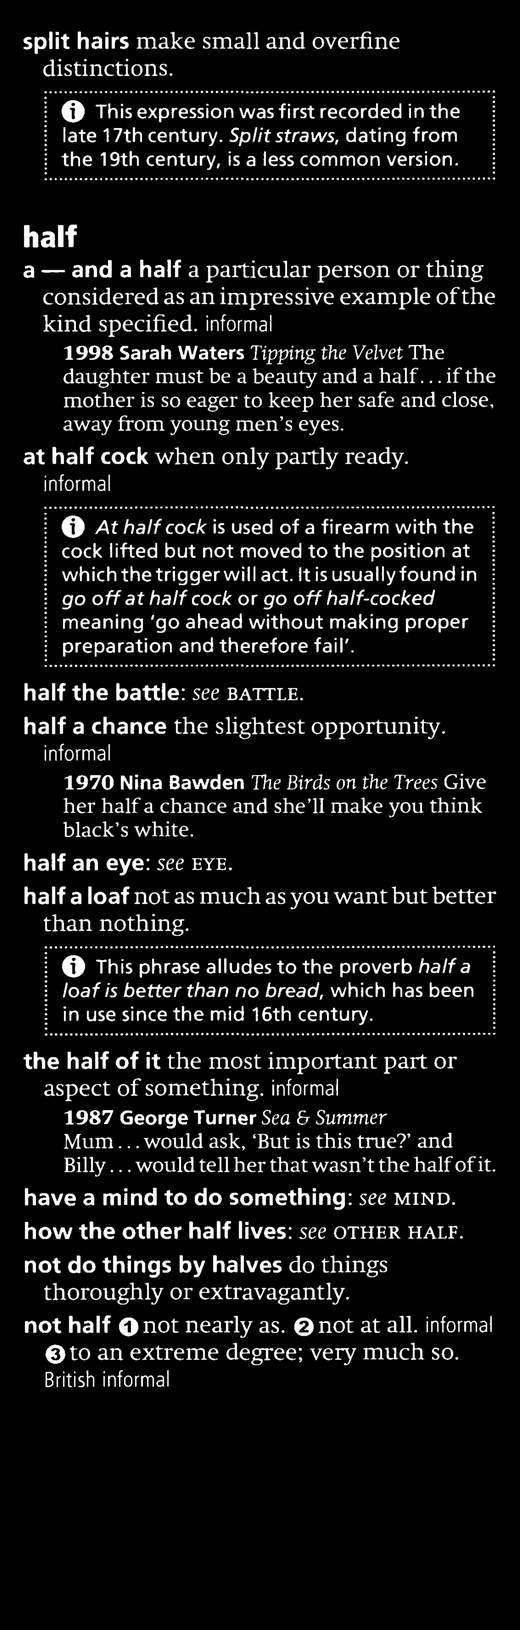 split hairs make small and overfine
distinctions.
ⓘ This expression was first recorded in the
late 17th century. Split straws, dating from
the 19th century, is a less common version.
half
a — and a half a particular person or thing
considered as an impressive example of the
kind specified. informal
1998 Sarah Waters Tipping the Velvet The
daughter must be a beauty and a half...if the
mother is so eager to keep her safe and close,
away from young men's eyes.
at half cock when only partly ready.
informal
ⓘ At half cock is used of a firearm with the
cock lifted but not moved to the position at
which the trigger will act. It is usually found in
go off at half cock or go off half-cocked
meaning 'go ahead without making proper
preparation and therefore fail'.
half the battle: see BATTLE.
half a chance the slightest opportunity.
informal
1970 Nina Bawden The Birds on the Trees Give
her half a chance and she'll make you think
black's white.
half an eye: see EYE.
half a loaf not as much as you want but better
than nothing.
ⓘ This phrase alludes to the proverb half a
loaf is better than no bread, which has been
in use since the mid 16th century.
the half of it the most important part or
aspect of something. informal
1987 George Turner Sea & Summer
Mum...would ask, 'But is this true?' and
Billy...would tell her that wasn't the half of it.
have a mind to do something: see MIND.
how the other half lives: see OTHER HALF.
not do things by halves do things
thoroughly or extravagantly.
not half ❶ not nearly as. ❷ not at all. informal
❸ to an extreme degree; very much so.
British informal